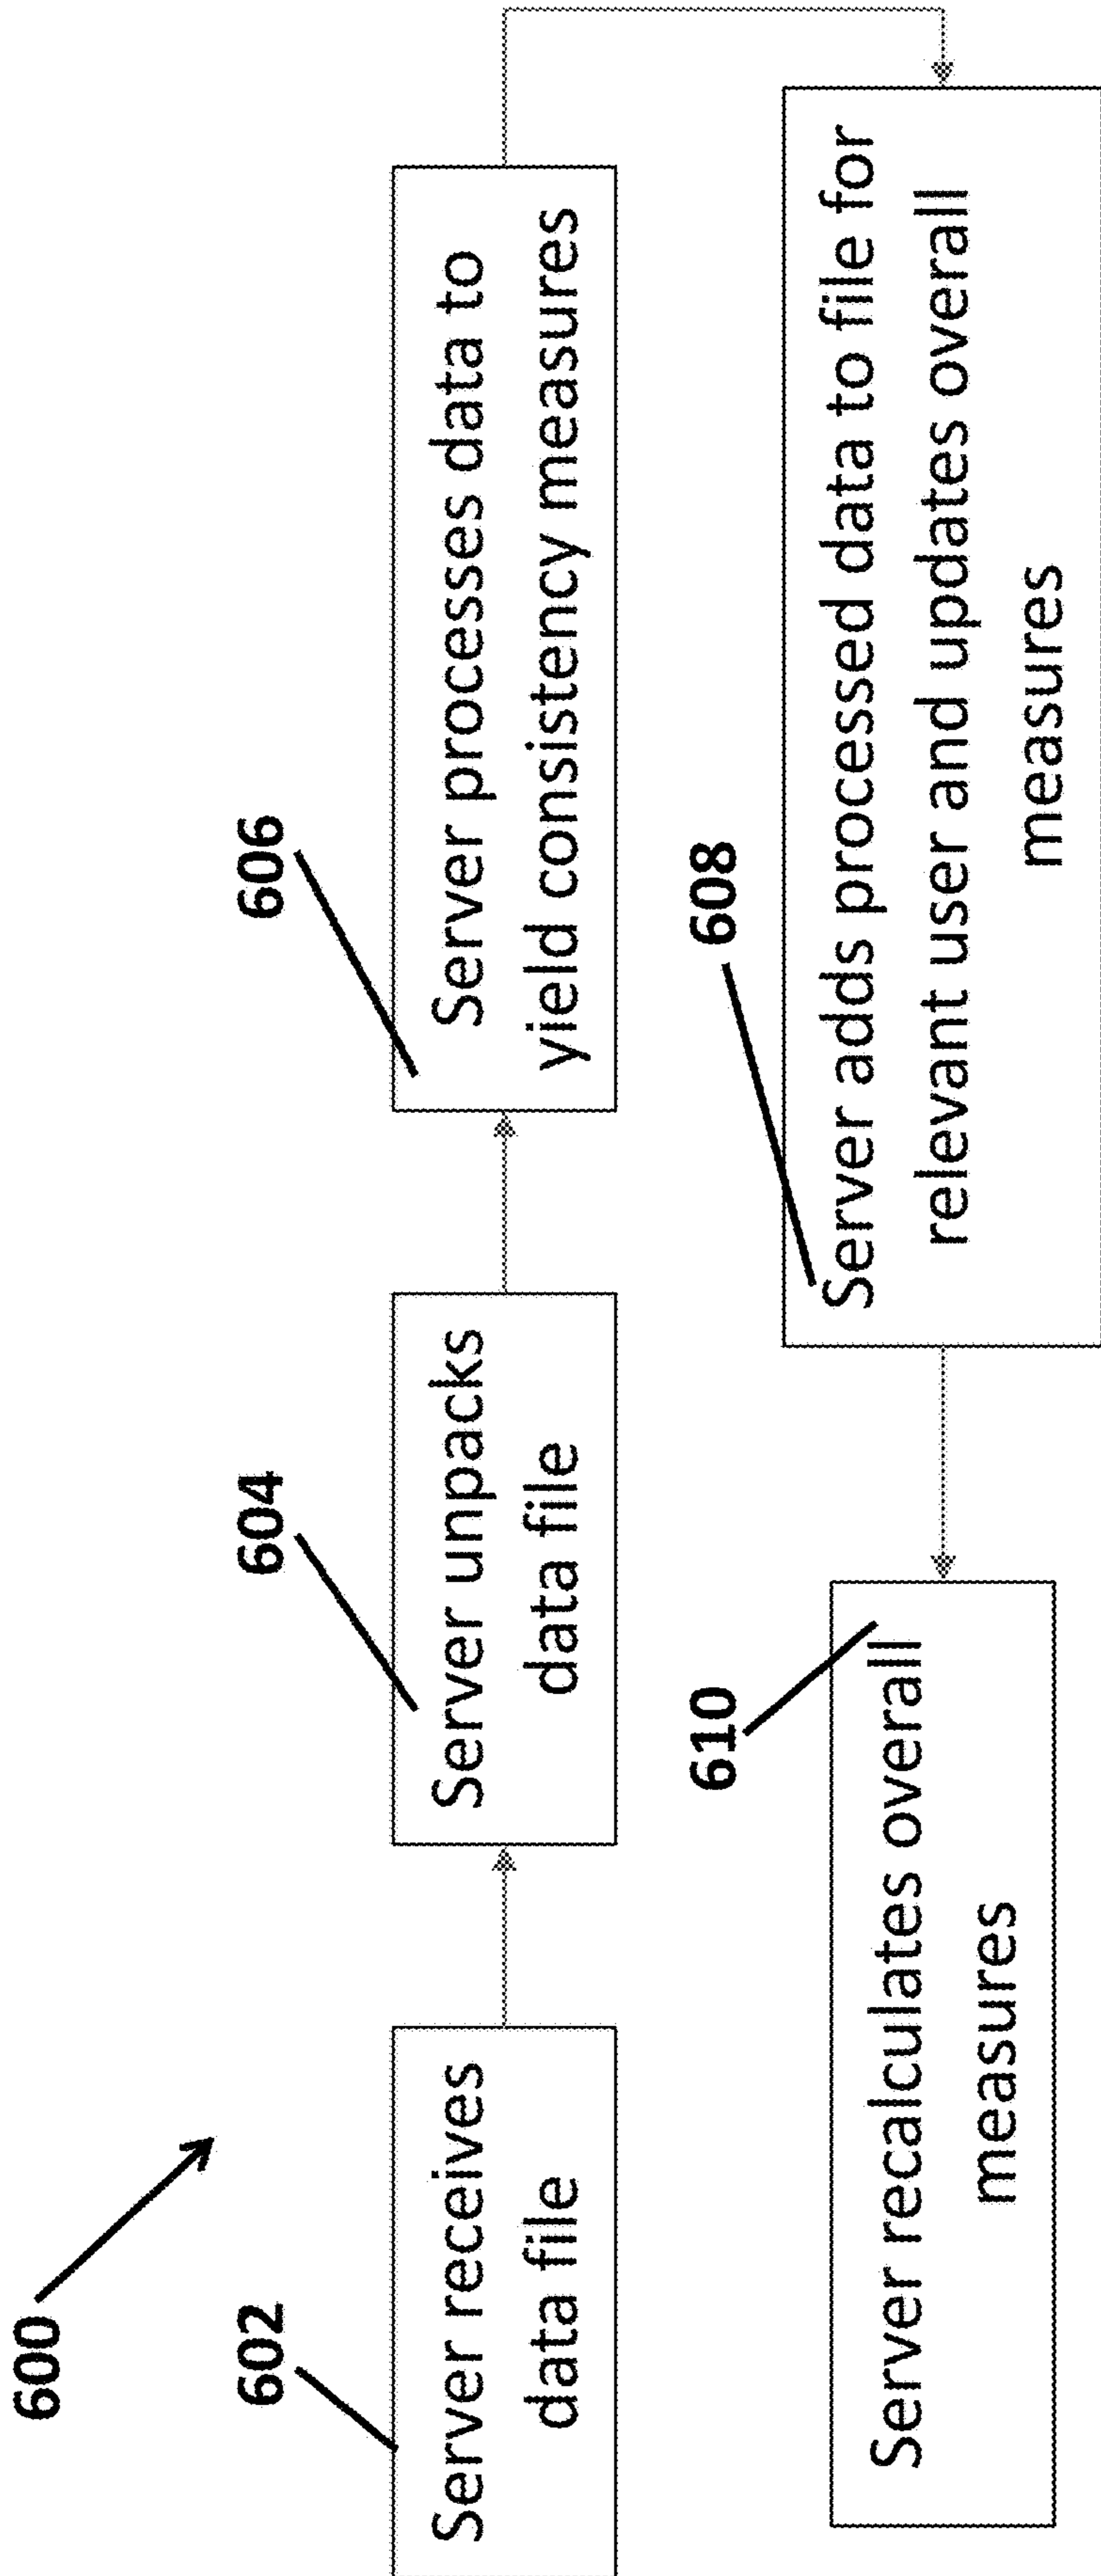 600
602
Server receives
data file
604
Server unpacks
data file
606
Server processes data to
yield consistency measures
608
Server adds processed data to file for
relevant user and updates overall
measures
610
Server recalculates overall
measures